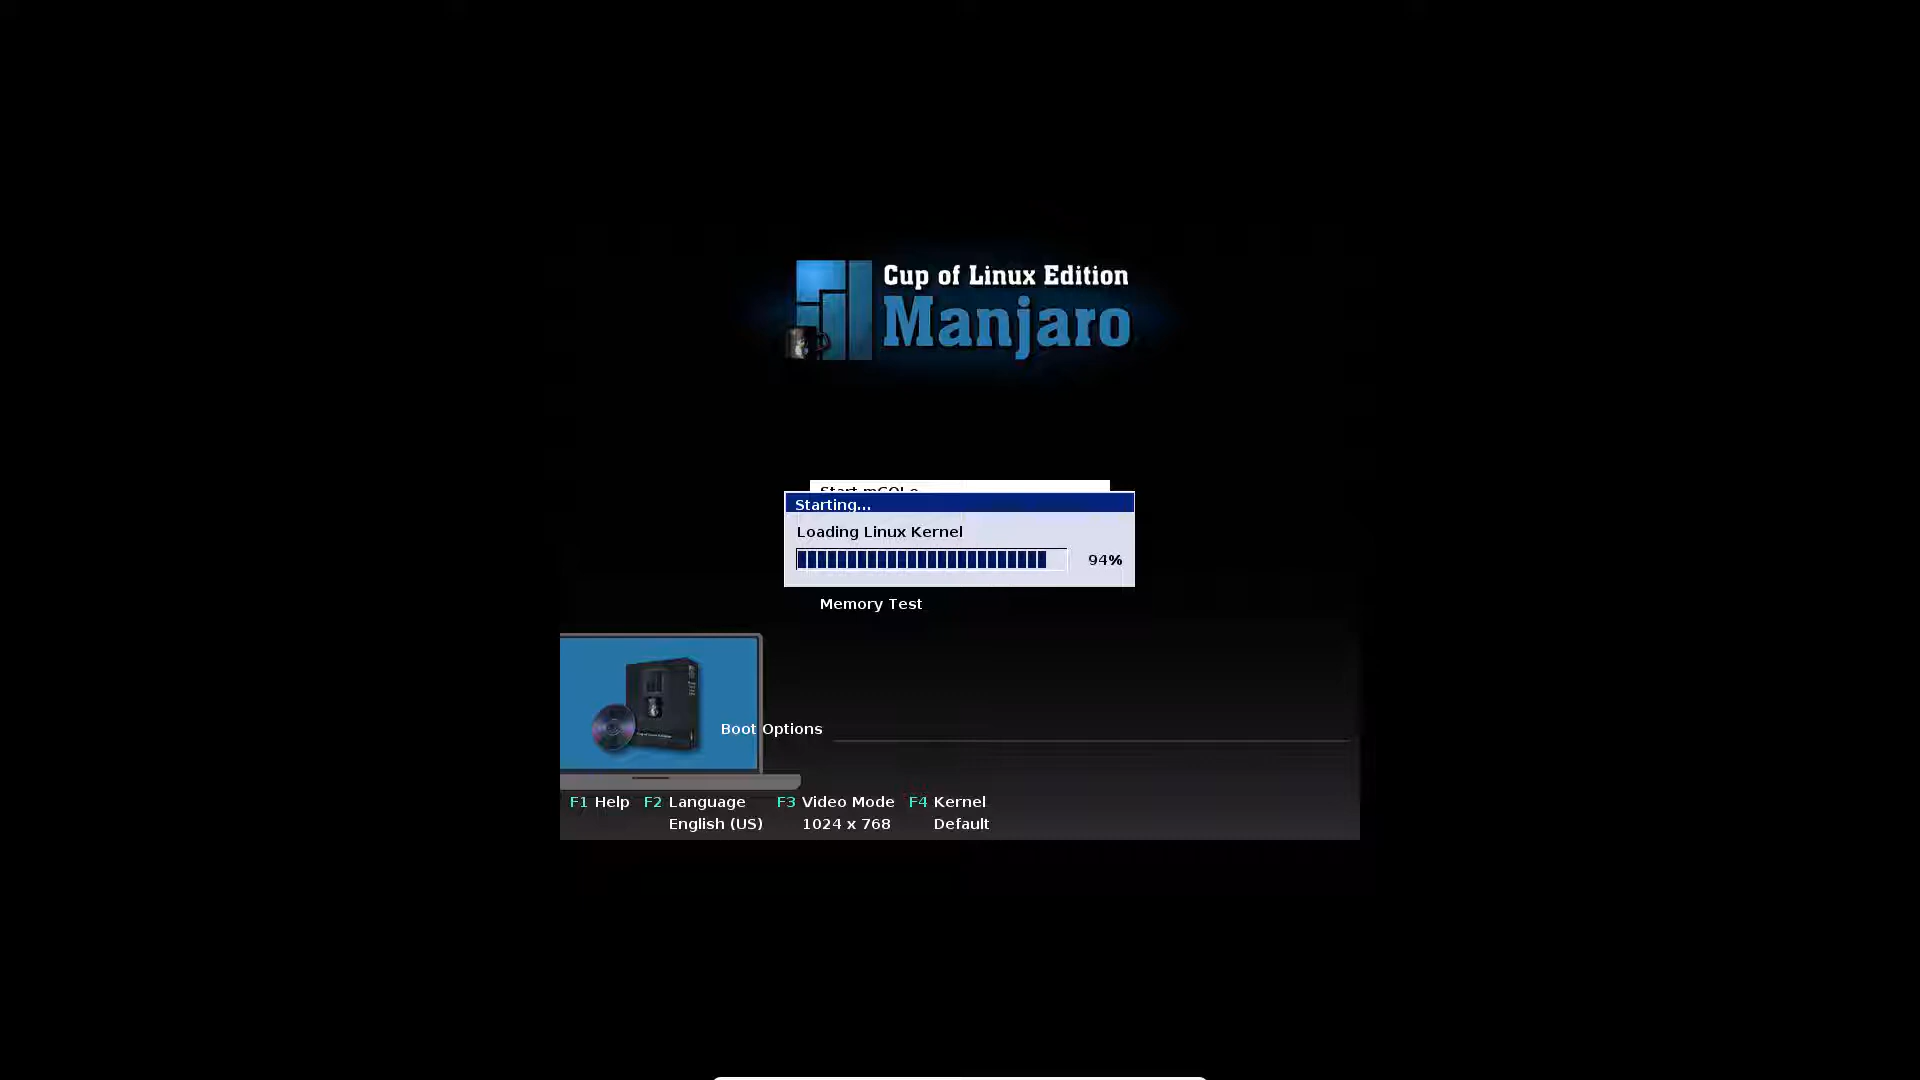 Cup of Linux Edition
Manjaro
Starting...
Loading Linux Kernel
94%
Memory Test
Boot Options
F1 Help F2 Language F3 Video Mode F4 Kernel
English (US) 1024 x 768 Default